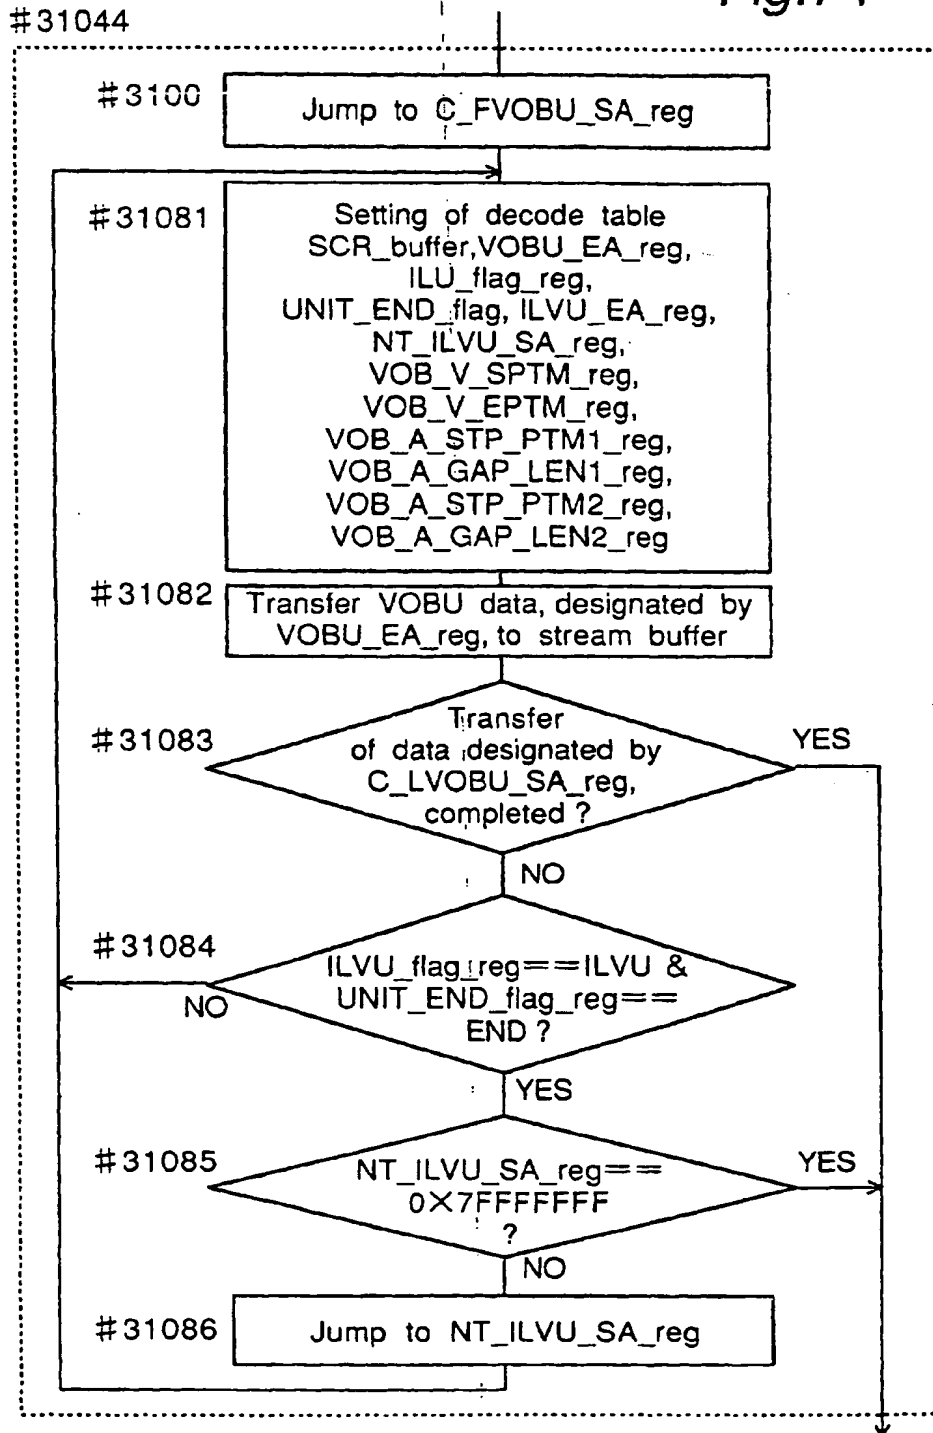 #31044
#3100
Jump to C_FVOBU_SA_reg
#31081
Setting of decode table
SCR_buffer,VOBU_EA_reg,
ILU_flag_reg,
UNIT_END_flag, ILVU_EA_reg,
NT_ILVU_SA_reg,
VOB_V_SPTM_reg,
VOB_V_EPTM_reg,
VOB_A_STP_PTM1_reg,
VOB_A_GAP_LEN1_reg,
VOB_A_STP_PTM2_reg,
VOB_A_GAP_LEN2_reg
#31082
Transfer VOBU data, designated by
VOBU_EA_reg, to stream buffer
#31083
Transfer
of data designated by
C_LVOBU_SA_reg,
completed ?
YES
NO
#31084
ILVU_flag_reg==ILVU &
UNIT_END_flag_reg==
END ?
NO
YES
#31085
NT_ILVU_SA_reg==
0X7FFFFFFF
?
YES
NO
#31086
Jump to NT_ILVU_SA_reg